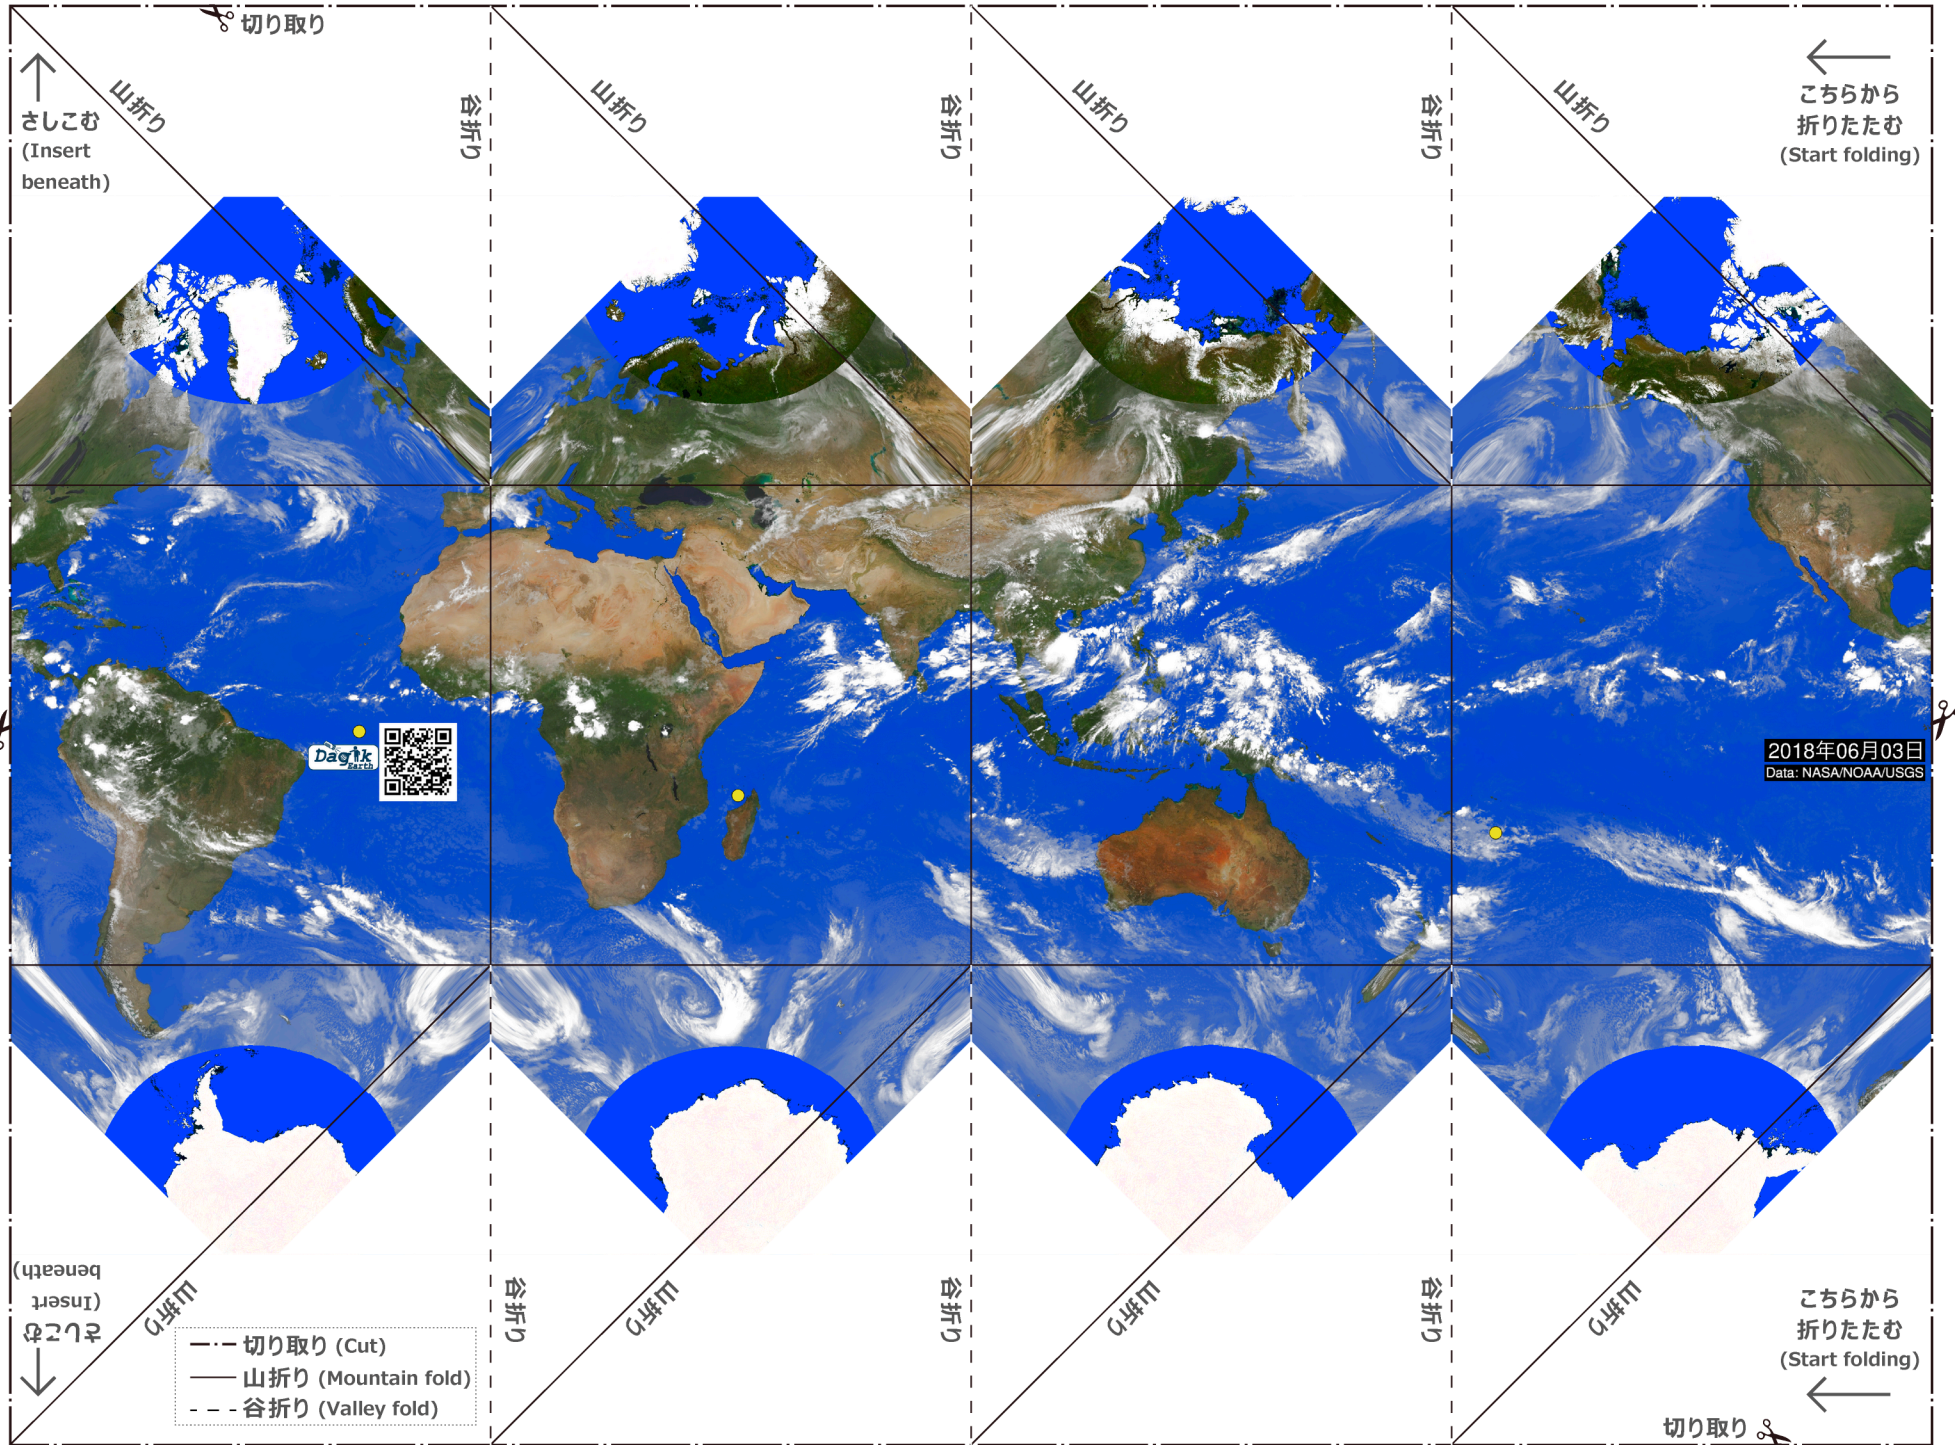 切り取り
山折り
谷折り
山折り
谷折り
山折り
谷折り
山折り
さしこむ
(Insert
beneath)
こちらから
折りたたむ
(Start folding)
Dagik
Earth
2018年06月03日
Data: NASA/NOAA/USGS
さしこむ
(Insert
beneath)
山折り
谷折り
山折り
谷折り
山折り
谷折り
山折り
切り取り (Cut)
山折り (Mountain fold)
谷折り (Valley fold)
こちらから
折りたたむ
(Start folding)
切り取り